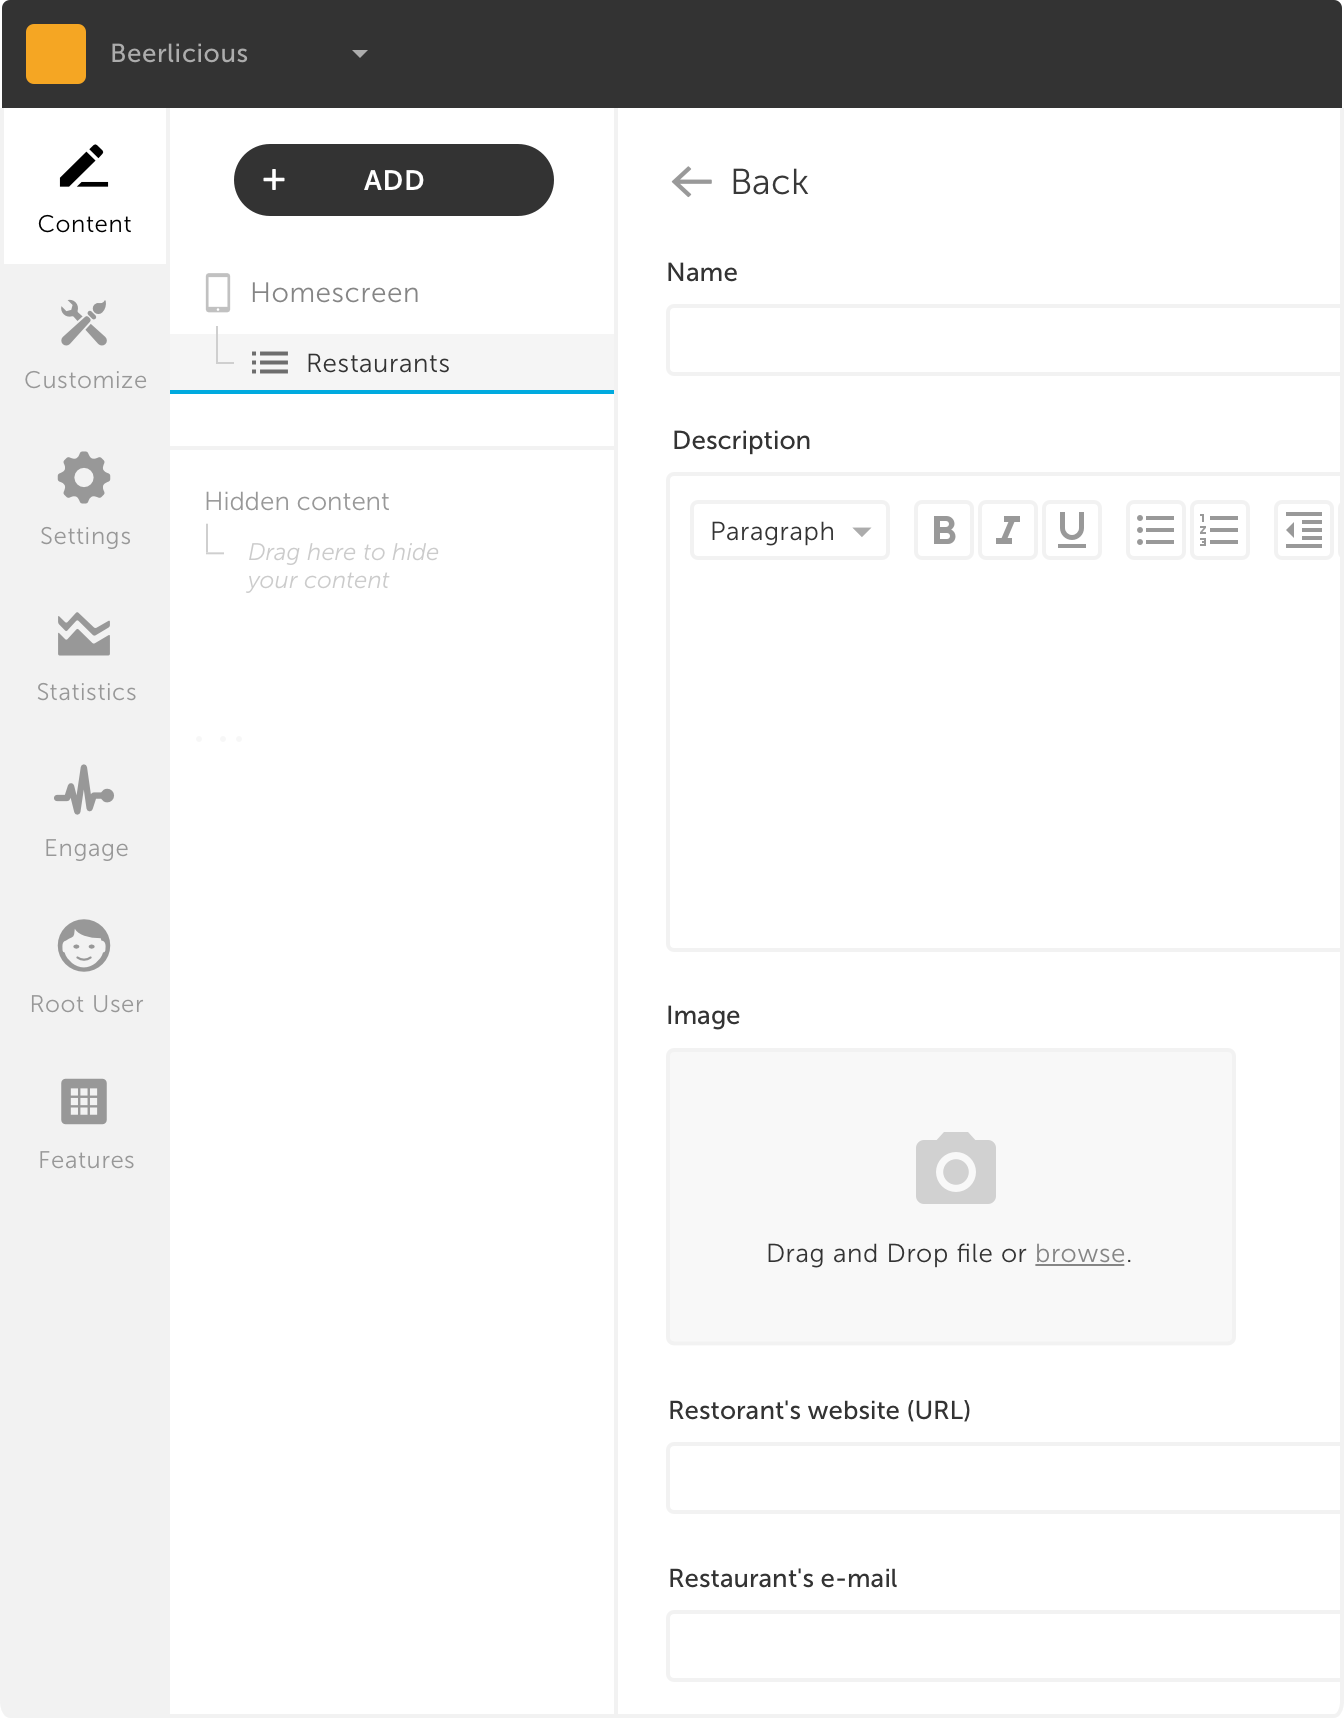 Beerlicious
Content
Customize
Settings
Statistics
Engage
Root User
Features
+ ADD
Homescreen
Restaurants
Hidden content
Drag here to hide
your content
Back
Name
Description
Paragraph B I U
Image
Drag and Drop file or browse.
Restorant's website (URL)
Restaurant's e-mail